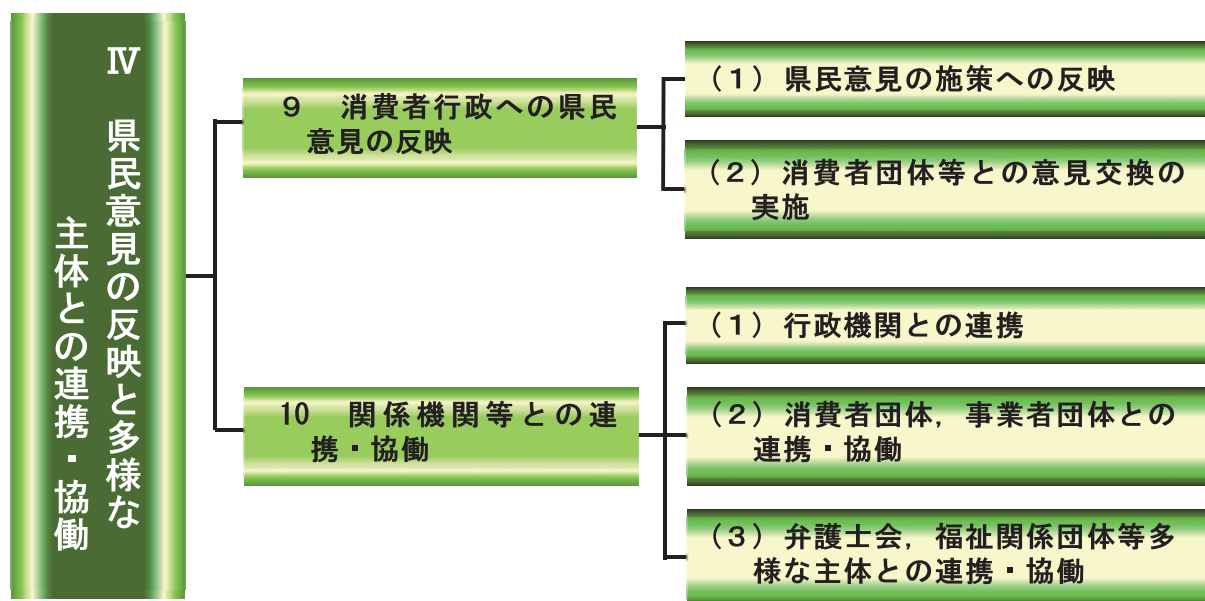 Ⅳ 県民意見の反映と多様な
主体との連携・協働
９ 消費者行政への県民
意見の反映
（１）県民意見の施策への反映
（２）消費者団体等との意見交換の
実施
10 関係機関等との連
携・協働
（１）行政機関との連携
（２）消費者団体，事業者団体との
連携・協働
（３）弁護士会，福祉関係団体等多
様な主体との連携・協働